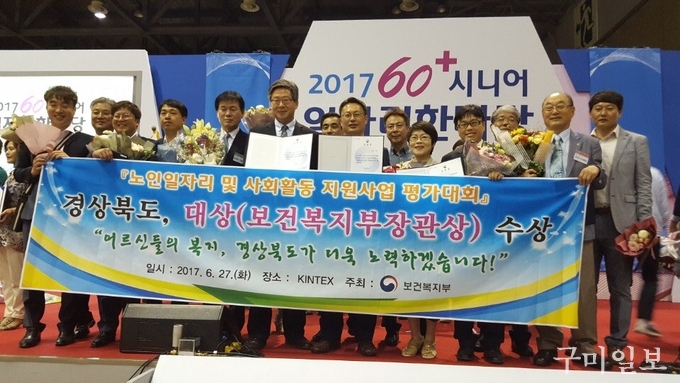 2017 60+ 시니어
2017 60+
『노인일자리 및 사회활동 지원사업 평가대회』
경상북도, 대상(보건복지부장관상) 수상
"어르신들의 복지, 경상북도가 더욱 노력하겠습니다!"
일시 : 2017. 6. 27.(화) 장소 : KINTEX 주최 : 보건복지부
구미일보